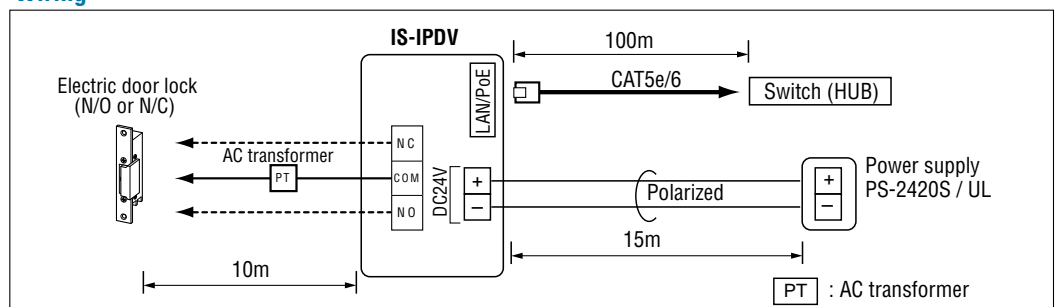 Wiring
IS-IPDV
100m
CAT5e/6
Switch (HUB)
LAN/PoE
Electric door lock
(N/O or N/C)
AC transformer
PT
NC
COM
NO
DC24V
+
–
Polarized
+
–
Power supply
PS-2420S / UL
10m
15m
PT : AC transformer